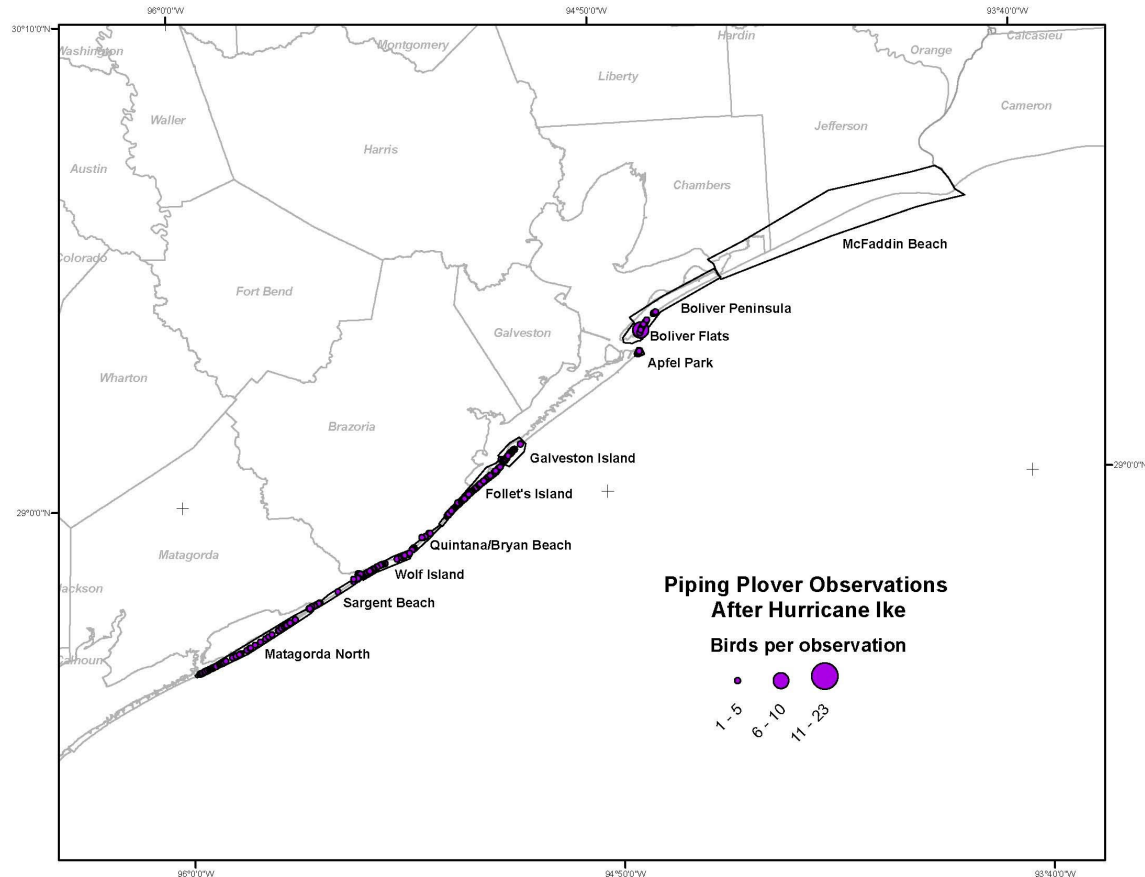 96°0'0"W
94°50'0"W
93°40'0"W
30°10'0"N
Washington
Montgomery
Hardin
Orange
Calcasieu
Liberty
Cameron
Waller
Jefferson
Harris
Austin
Chambers
McFaddin Beach
Colorado
Fort Bend
Boliver Peninsula
Galveston
Boliver Flats
Apfel Park
Wharton
Brazoria
Galveston Island
29°0'0"N
Follet's Island
29°0'0"N
Quintana/Bryan Beach
Matagorda
Wolf Island
Jackson
Sargent Beach
Matagorda North
Calhoun
Piping Plover Observations
After Hurricane Ike
Birds per observation
1 - 5
6 - 10
11 - 23
96°0'0"W
94°50'0"W
93°40'0"W